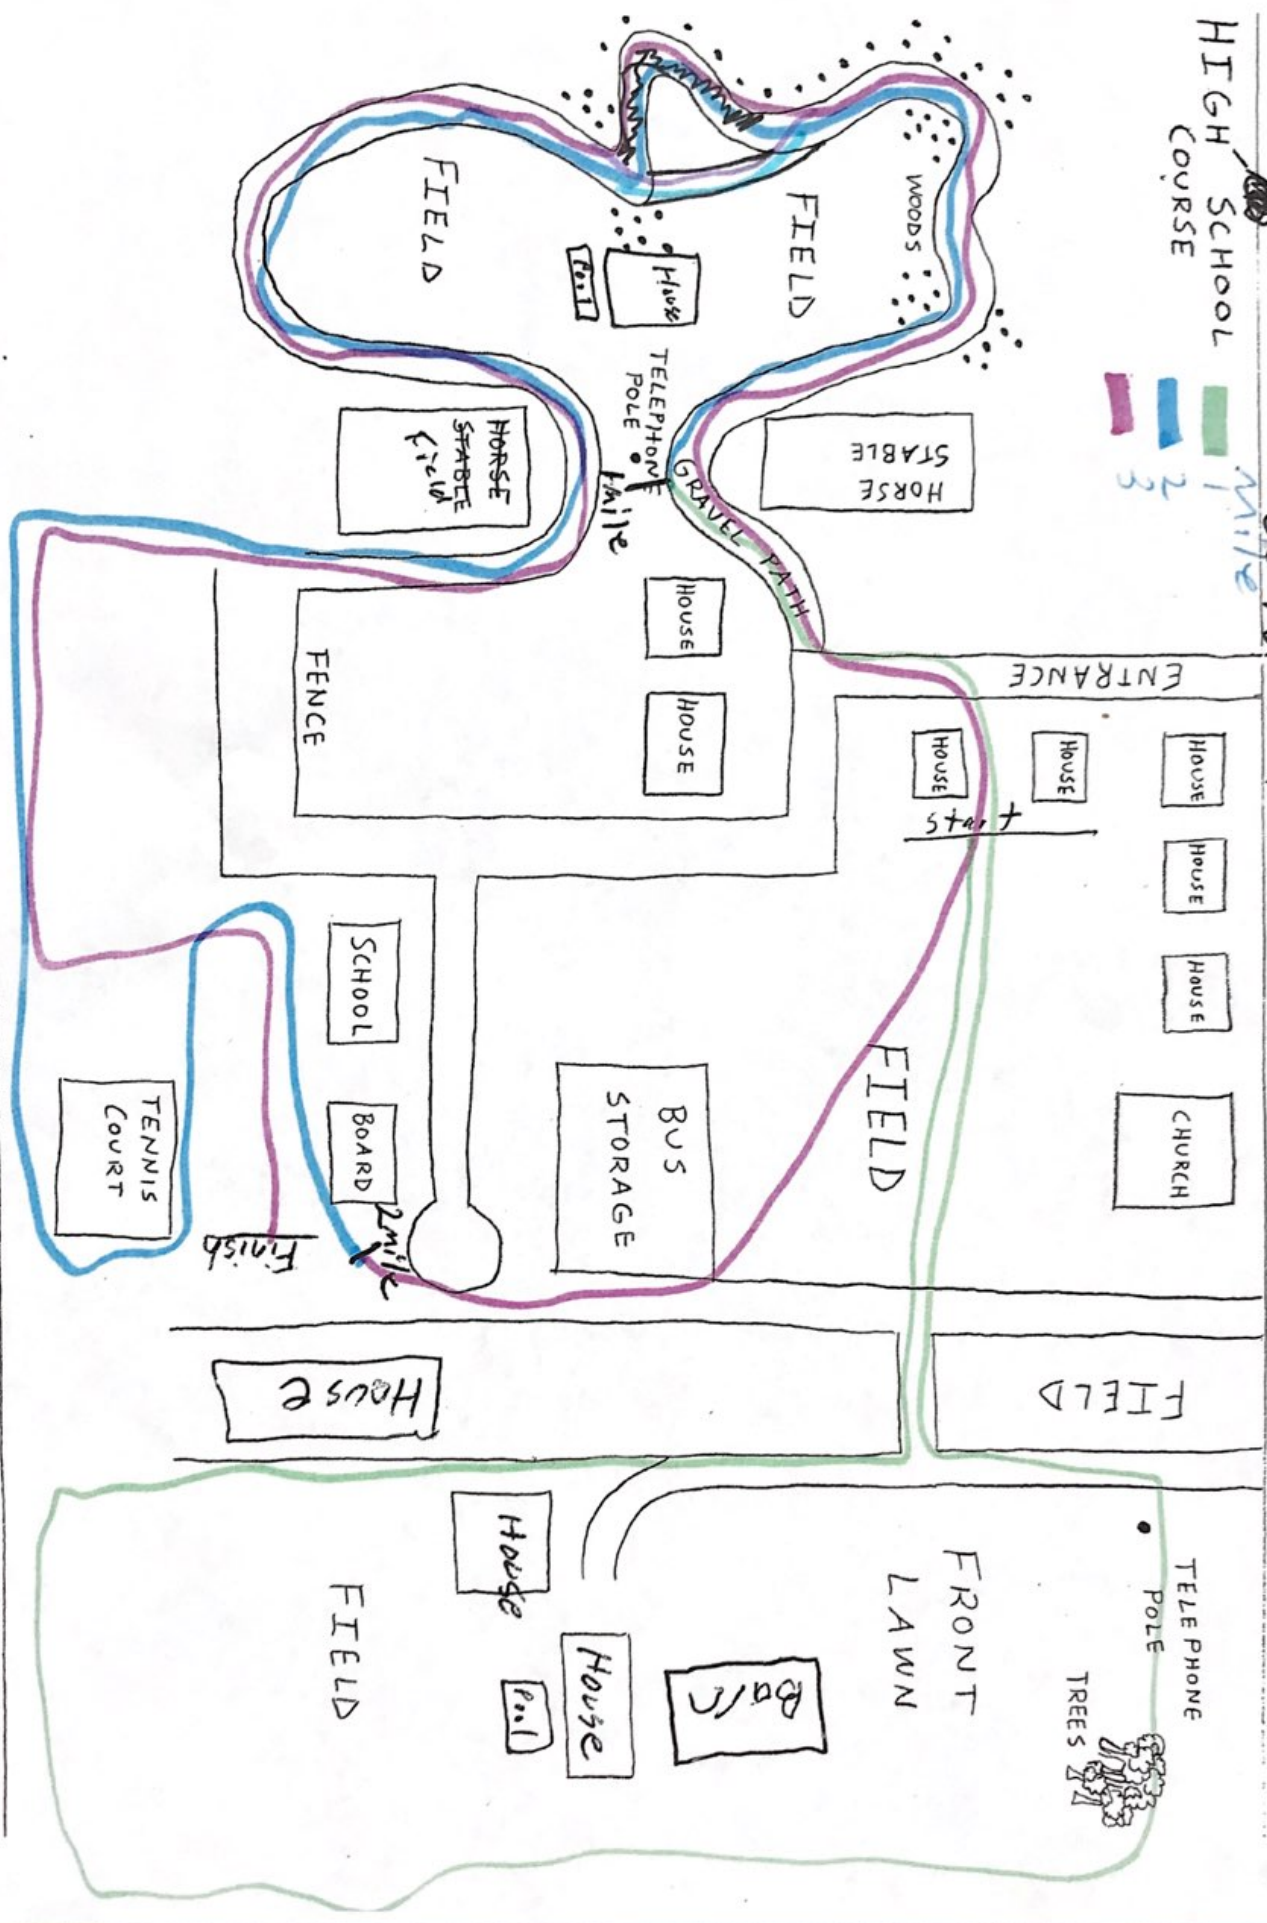 HIGH SCHOOL
COURSE
1 Mile
2
3
WOODS
FIELD
FIELD
House
Pool
TELEPHONE
POLE
HORSE
STABLE
HORSE
STABLE
Field
GRAVEL PATH
1 mile
HOUSE
HOUSE
FENCE
ENTRANCE
HOUSE
HOUSE
HOUSE
HOUSE
HOUSE
Start
SCHOOL
BOARD
BUS
STORAGE
FIELD
CHURCH
TENNIS
COURT
Finish
2 mile
House
FIELD
House
House
Pool
Barn
FRONT
LAWN
FIELD
TELEPHONE
POLE
TREES